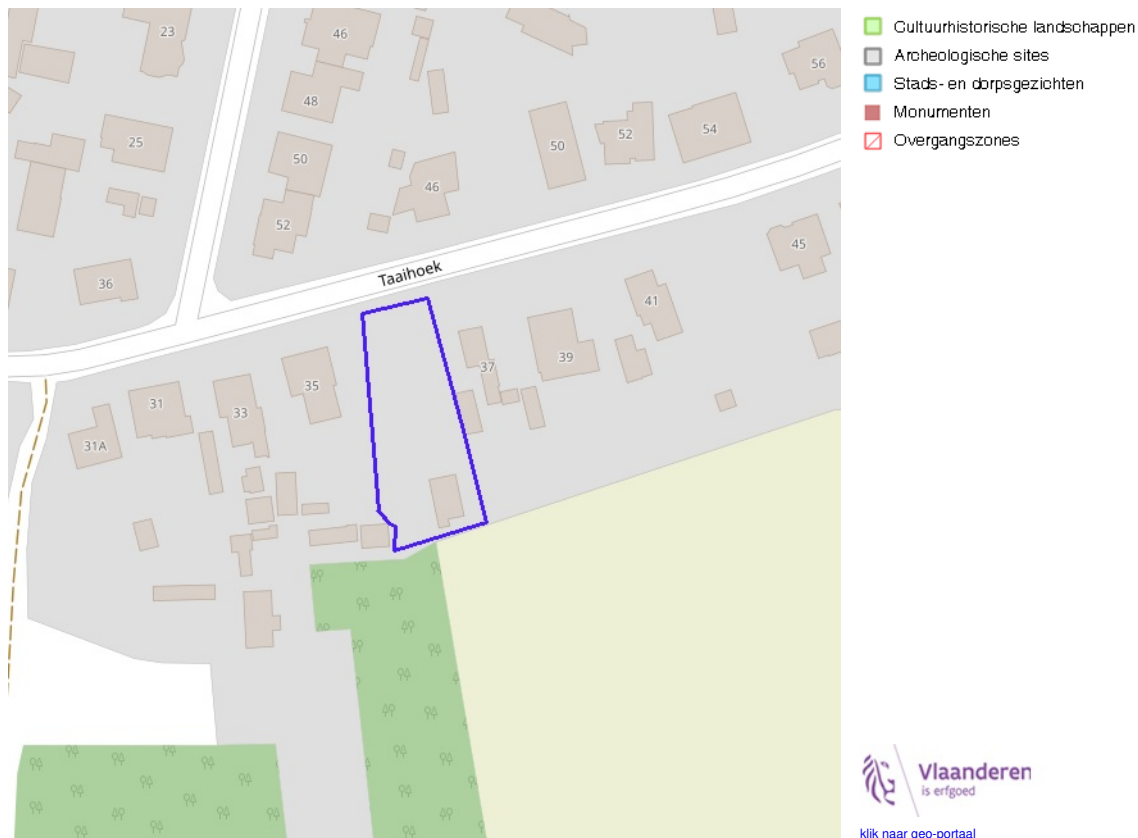 23
46
56
48
25
50
52
54
50
46
52
Taaihoek
36
45
41
37
39
35
31
33
31A
Cultuurhistorische landschappen
Archeologische sites
Stads- en dorpsgezichten
Monumenten
Overgangszones
Vlaanderen
is erfgoed
klik naar geo-portaal